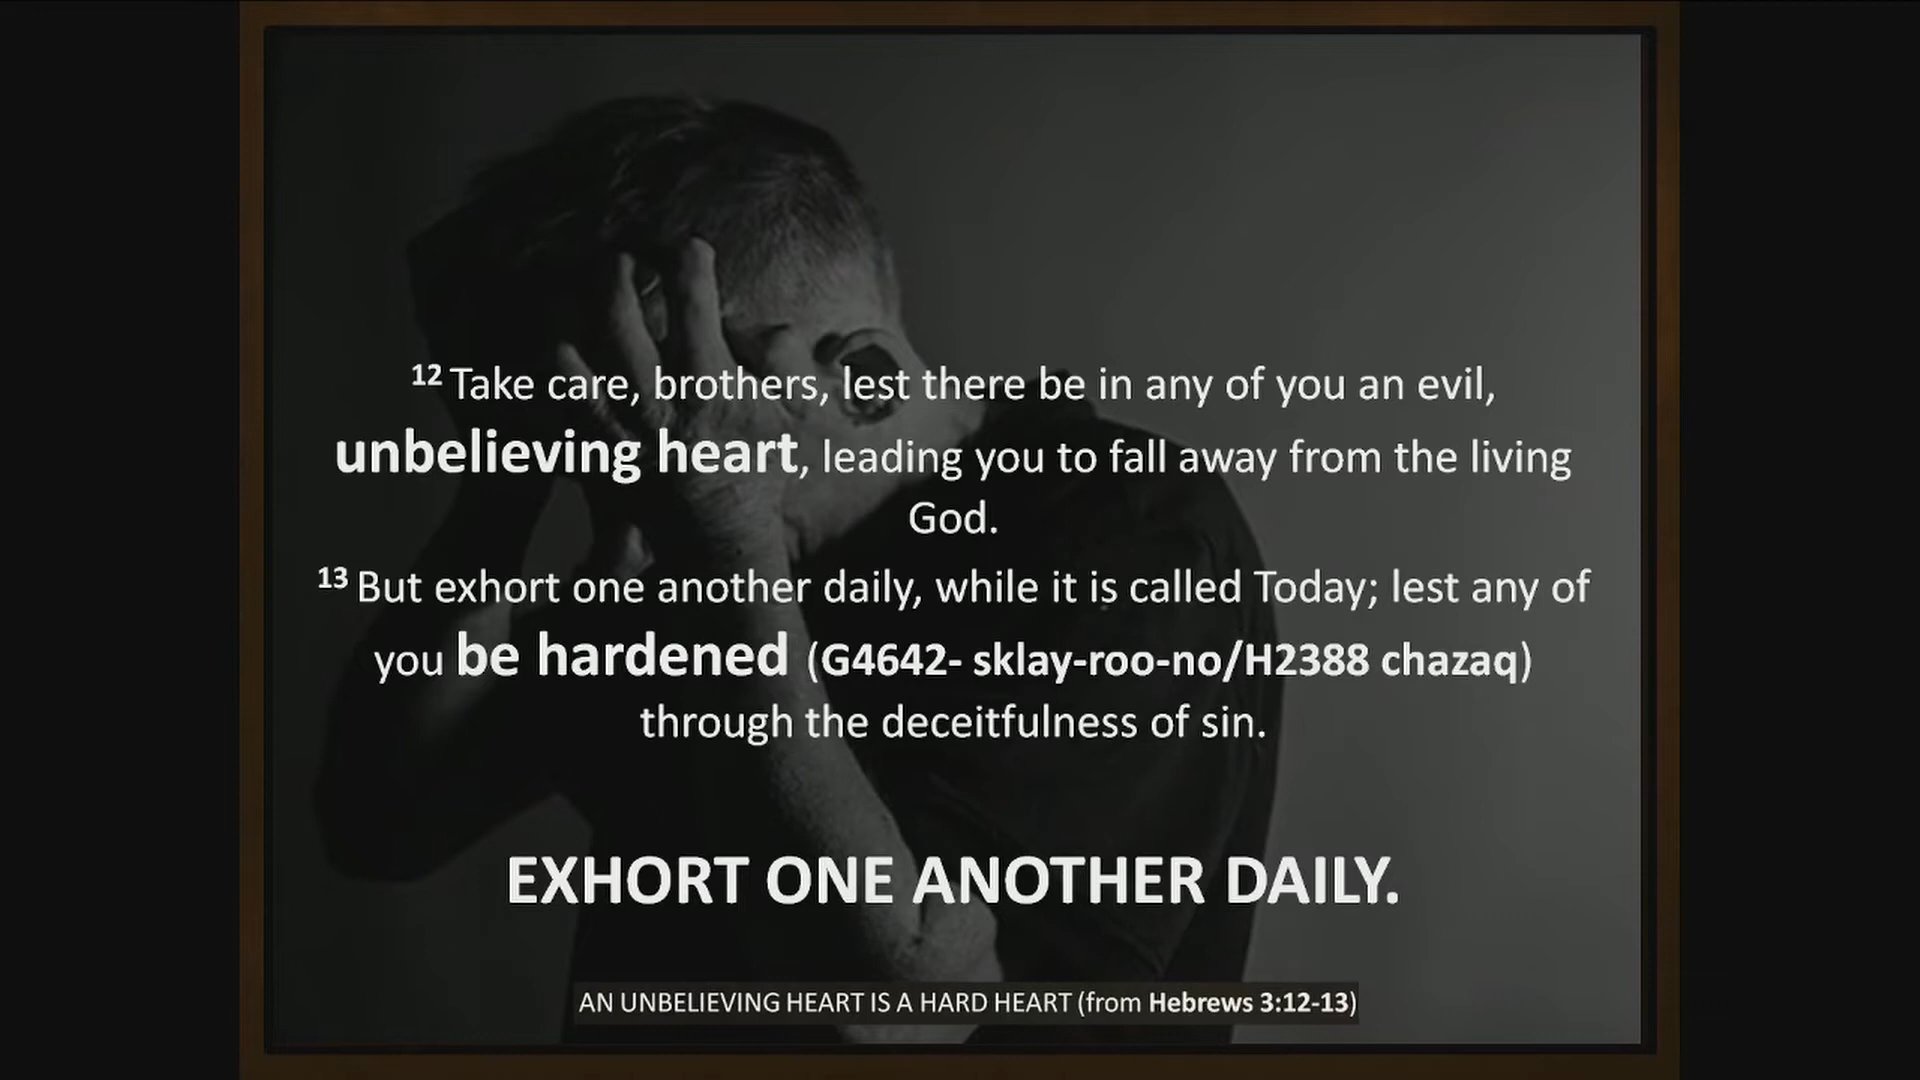 12 Take care, brothers, lest there be in any of you an evil,
unbelieving heart, leading you to fall away from the living
God.
13 But exhort one another daily, while it is called Today; lest any of
you be hardened (G4642- sklay-roo-no/H2388 chazaq)
through the deceitfulness of sin.
EXHORT ONE ANOTHER DAILY.
AN UNBELIEVING HEART IS A HARD HEART (from Hebrews 3:12-13)